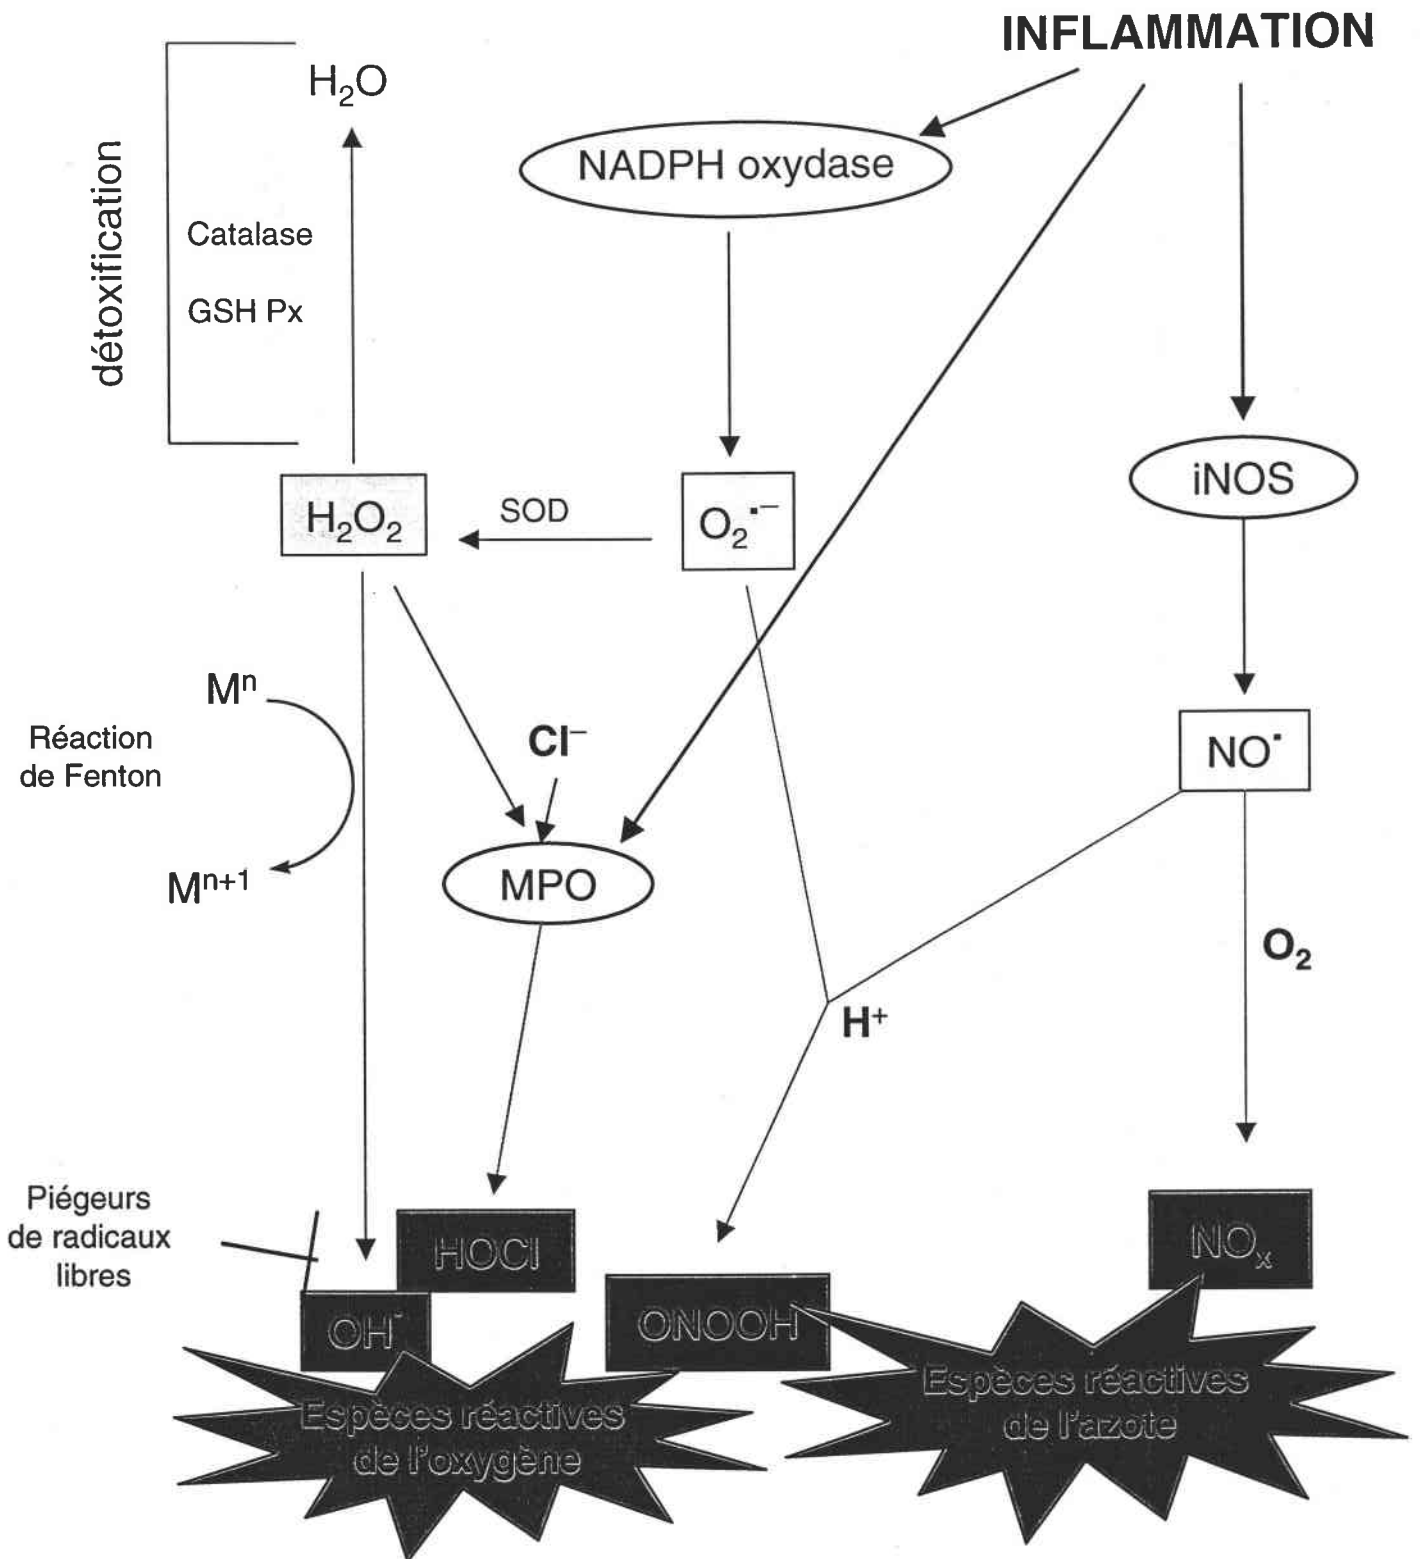 INFLAMMATION
H₂O
NADPH oxydase
détoxification
Catalase
GSH Px
iNOS
H₂O₂
SOD
O₂˙⁻
Mⁿ
Réaction
de Fenton
Cl⁻
NO˙
Mⁿ⁺¹
MPO
O₂
H⁺
Piégeurs
de radicaux
libres
HOCl
NOₓ
OH˙
ONOOH
Espèces réactives
de l'oxygène
Espèces réactives
de l'azote